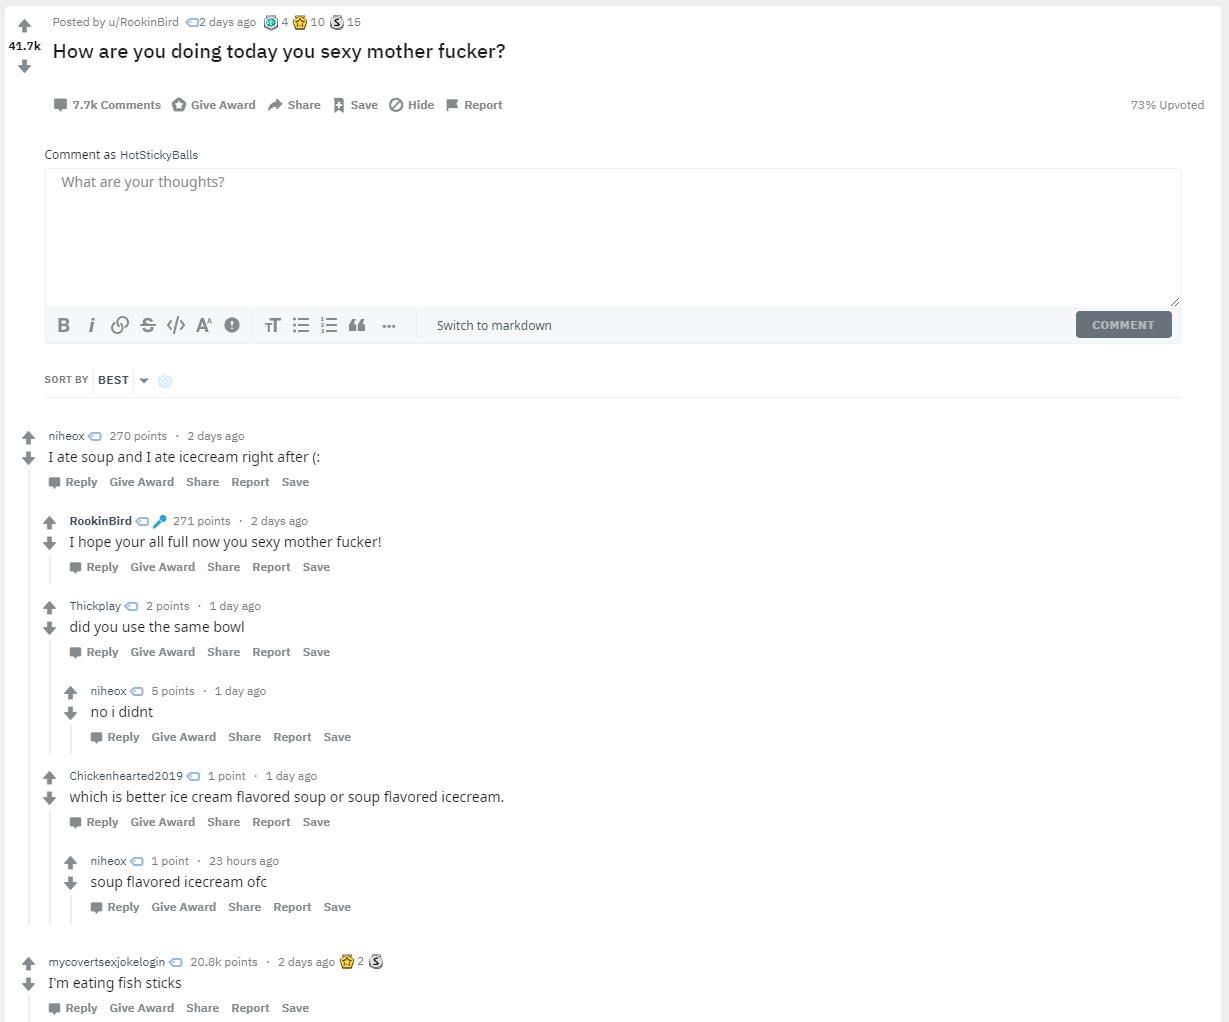 Posted by u/RookinBird 2 days ago 4 10 S 15
41.7k
How are you doing today you sexy mother fucker?
7.7k Comments Give Award Share Save Hide Report 73% Upvoted
Comment as HotStickyBalls
What are your thoughts?
B i S </> A^A ! TT Switch to markdown COMMENT
SORT BY BEST
niheox 270 points · 2 days ago
I ate soup and I ate icecream right after (:
Reply Give Award Share Report Save
RookinBird 271 points · 2 days ago
I hope your all full now you sexy mother fucker!
Reply Give Award Share Report Save
Thickplay 2 points · 1 day ago
did you use the same bowl
Reply Give Award Share Report Save
niheox 5 points · 1 day ago
no i didnt
Reply Give Award Share Report Save
Chickenhearted2019 1 point · 1 day ago
which is better ice cream flavored soup or soup flavored icecream.
Reply Give Award Share Report Save
niheox 1 point · 23 hours ago
soup flavored icecream ofc
Reply Give Award Share Report Save
mycovertsexjokelogin 20.8k points · 2 days ago 2 S
I'm eating fish sticks
Reply Give Award Share Report Save